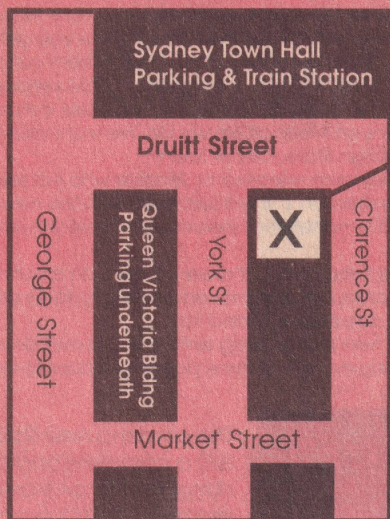 Sydney Town Hall
Parking & Train Station
Druitt Street
George Street
Queen Victoria Bldng
Parking underneath
York St
X
Clarence St
Market Street